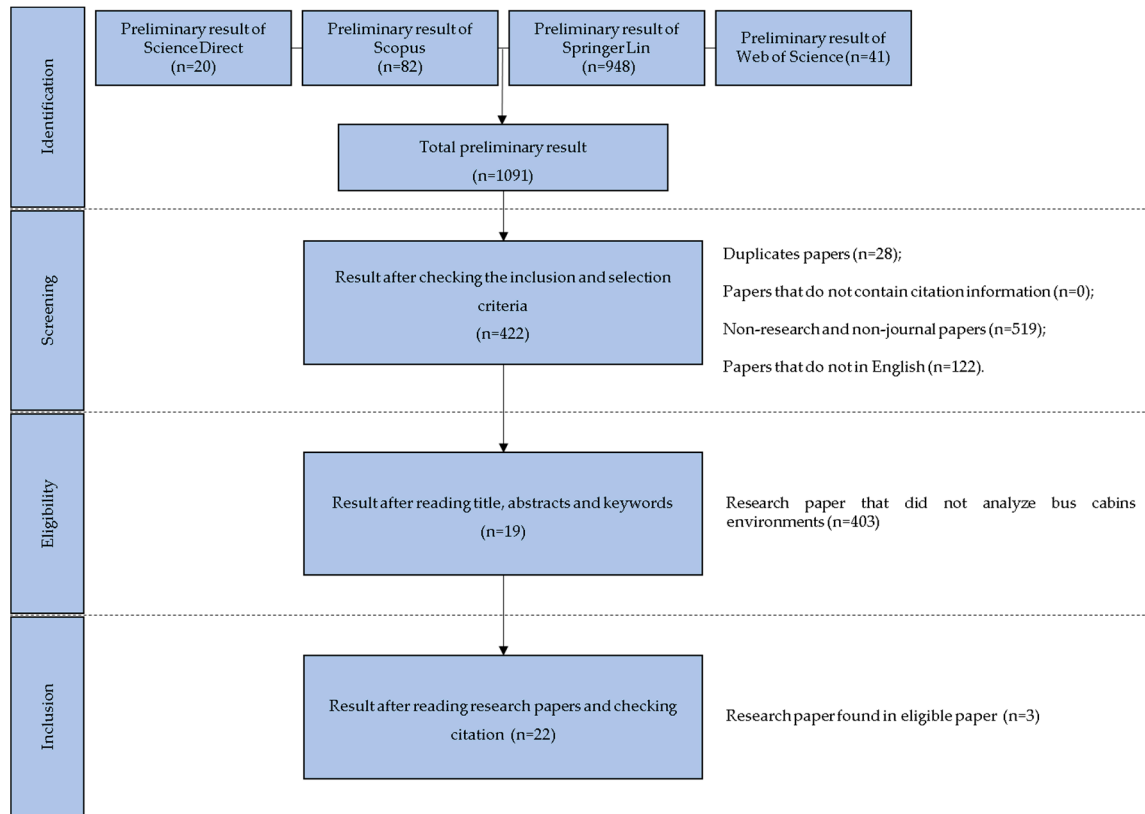 Identification
Preliminary result of
Science Direct
(n=20)
Preliminary result of
Scopus
(n=82)
Preliminary result of
Springer Lin
(n=948)
Preliminary result of
Web of Science (n=41)
Total preliminary result
(n=1091)
Screening
Result after checking the inclusion and selection
criteria
(n=422)
Duplicates papers (n=28);
Papers that do not contain citation information (n=0);
Non-research and non-journal papers (n=519);
Papers that do not in English (n=122).
Eligibility
Result after reading title, abstracts and keywords
(n=19)
Research paper that did not analyze bus cabins
environments (n=403)
Inclusion
Result after reading research papers and checking
citation (n=22)
Research paper found in eligible paper (n=3)